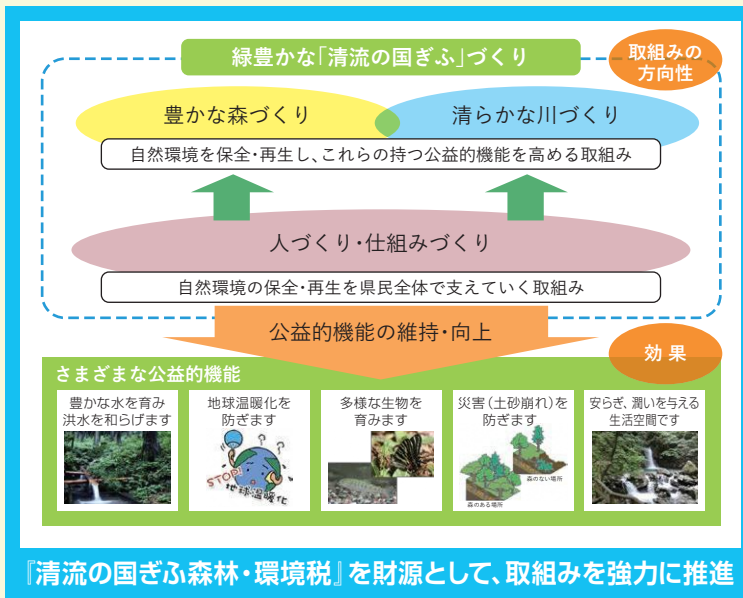 緑豊かな「清流の国ぎふ」づくり
取組みの
方向性
豊かな森づくり
清らかな川づくり
自然環境を保全・再生し、これらの持つ公益的機能を高める取組み
人づくり・仕組みづくり
自然環境の保全・再生を県民全体で支えていく取組み
公益的機能の維持・向上
効果
さまざまな公益的機能
豊かな水を育み
洪水を和らげます
地球温暖化を
防ぎます
STOP!
地球温暖化
???
多様な生物を
育みます
災害(土砂崩れ)を
防ぎます
森のない場所
森のある場所
安らぎ、潤いを与える
生活空間です
『清流の国ぎふ森林・環境税』を財源として、取組みを強力に推進